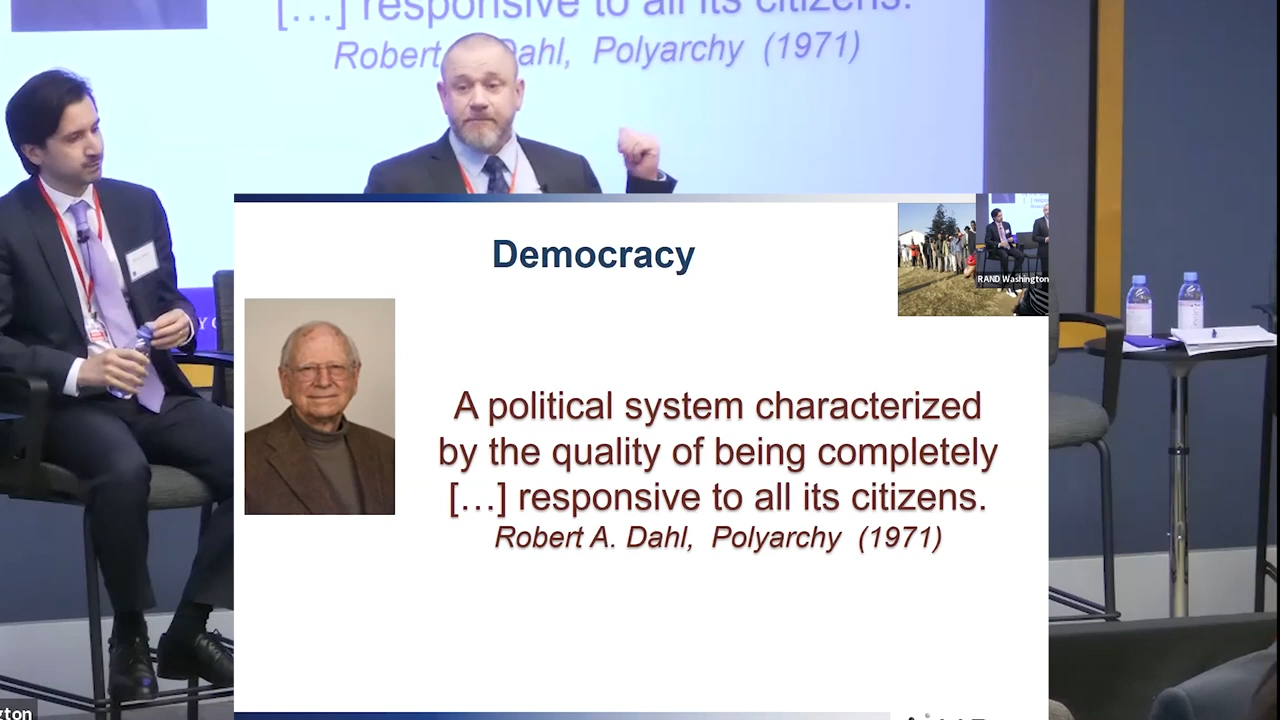 […] responsive to all its citizens.
Robert Dahl, Polyarchy (1971)
Democracy
RAND Washington
A political system characterized
by the quality of being completely
[…] responsive to all its citizens.
Robert A. Dahl, Polyarchy (1971)
gton